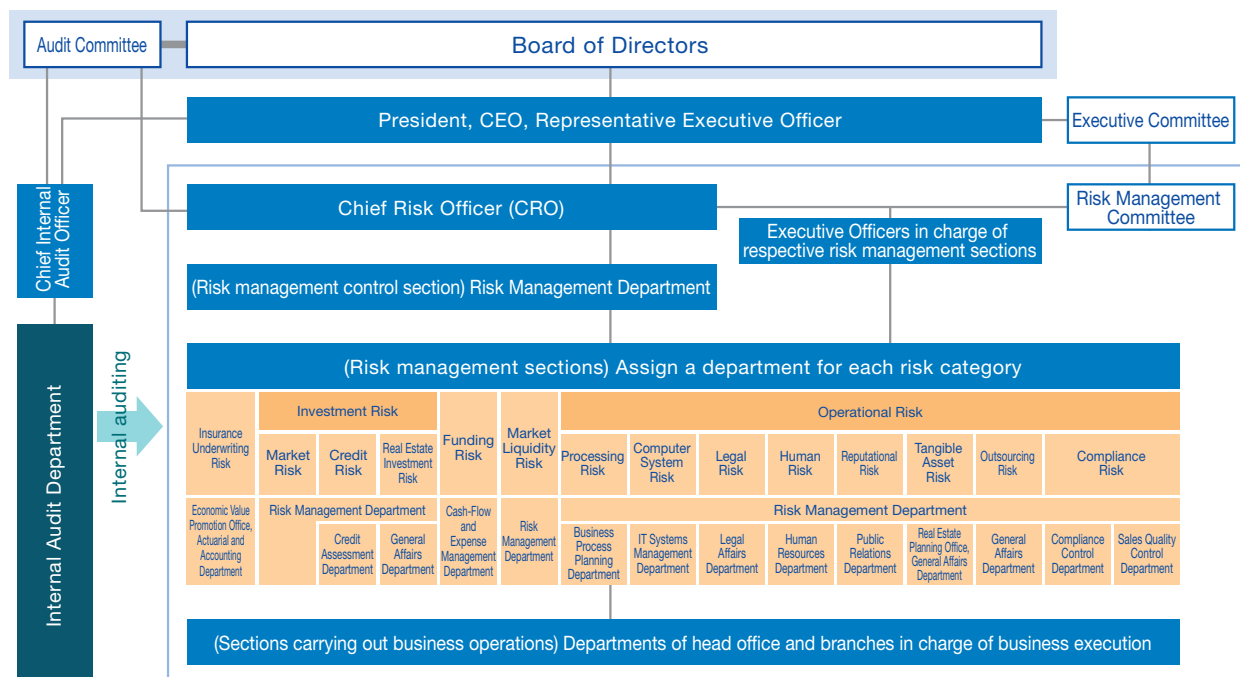 Audit Committee
Board of Directors
President, CEO, Representative Executive Officer
Executive Committee
Chief Internal
Audit Officer
Chief Risk Officer (CRO)
Risk Management
Committee
Executive Officers in charge of
respective risk management sections
(Risk management control section) Risk Management Department
Internal Audit Department
Internal auditing
(Risk management sections) Assign a department for each risk category
Insurance
Underwriting
Risk
Investment Risk
Market
Risk
Credit
Risk
Real Estate
Investment
Risk
Funding
Risk
Market
Liquidity
Risk
Operational Risk
Processing
Risk
Computer
System
Risk
Legal
Risk
Human
Risk
Reputational
Risk
Tangible
Asset
Risk
Outsourcing
Risk
Compliance
Risk
Economic Value
Promotion Office,
Actuarial and
Accounting
Department
Risk Management Department
Credit
Assessment
Department
General
Affairs
Department
Cash-Flow
and
Expense
Management
Department
Risk
Management
Department
Risk Management Department
Business
Process
Planning
Department
IT Systems
Management
Department
Legal
Affairs
Department
Human
Resources
Department
Public
Relations
Department
Real Estate
Planning Office,
General Affairs
Department
General
Affairs
Department
Compliance
Control
Department
Sales Quality
Control
Department
(Sections carrying out business operations) Departments of head office and branches in charge of business execution